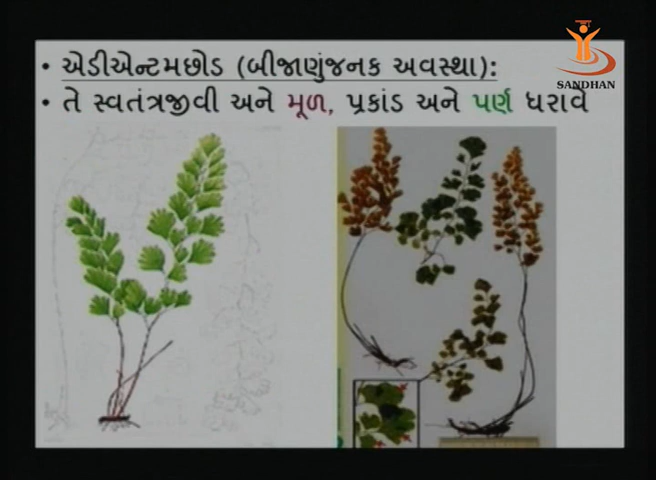 SANDHAN
• એડીએન્ટમછોડ (બીજાણુંજનક અવસ્થા):
• તે સ્વતંત્રજીવી અને મૂળ, પ્રકાંડ અને પર્ણ ધરાવે